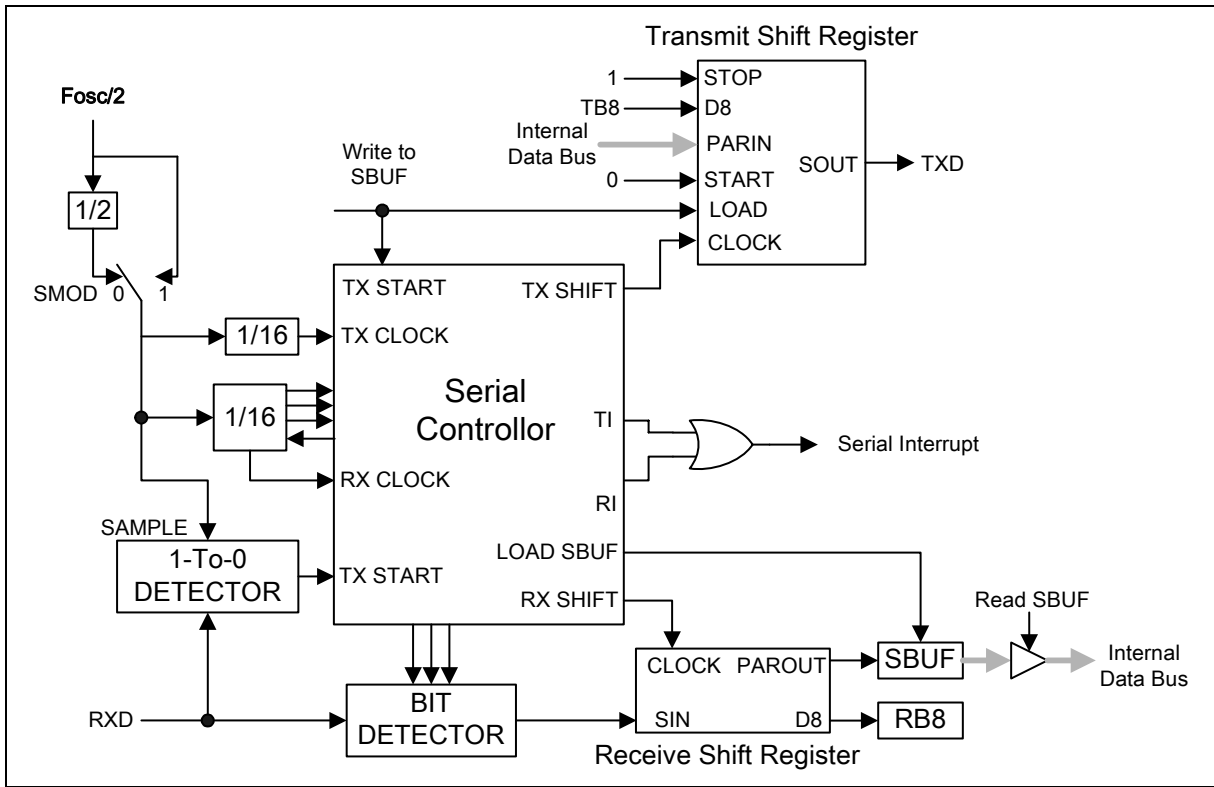 Transmit Shift Register
Fosc/2
1
STOP
TB8
D8
Internal
Data Bus
PARIN
SOUT
TXD
0
START
Write to
SBUF
LOAD
CLOCK
1/2
SMOD 0 1
TX START
TX SHIFT
1/16
TX CLOCK
Serial
Controllor
1/16
TI
Serial Interrupt
RX CLOCK
RI
SAMPLE
1-To-0
DETECTOR
TX START
LOAD SBUF
RX SHIFT
Read SBUF
CLOCK
PAROUT
SBUF
Internal
Data Bus
RXD
BIT
DETECTOR
SIN
D8
RB8
Receive Shift Register